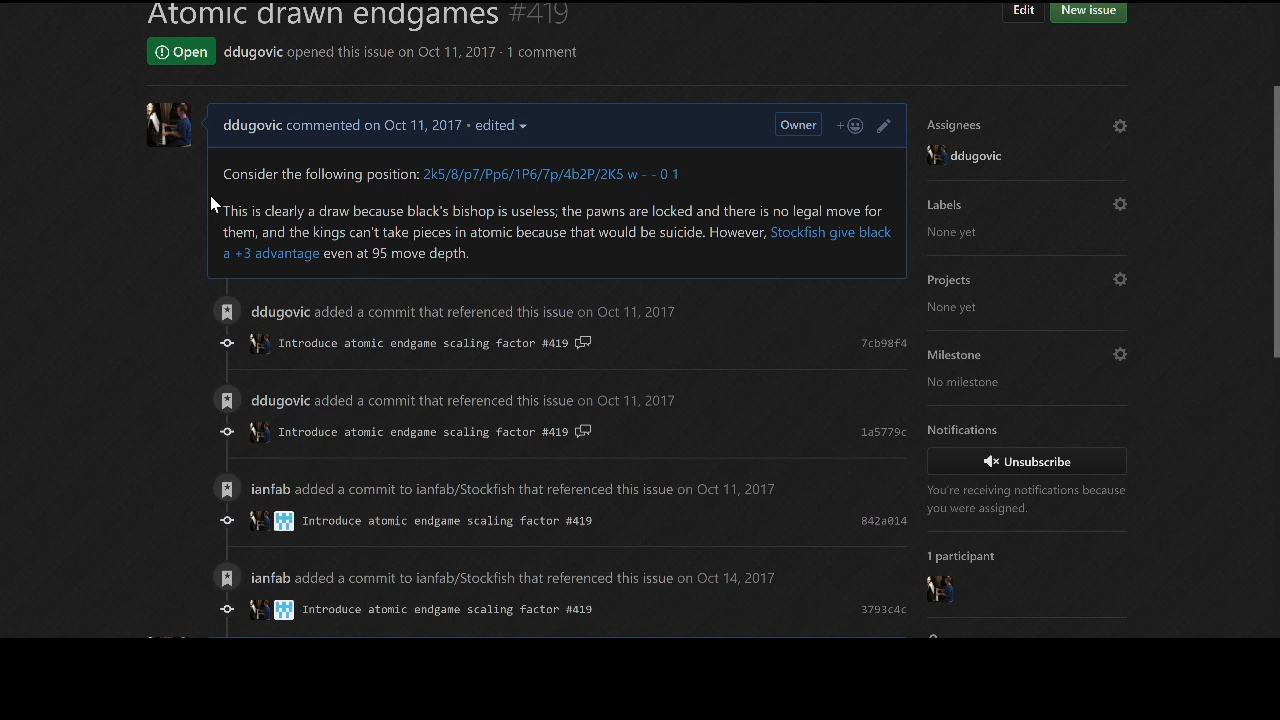 Atomic drawn endgames #419
Edit
New issue
Open
ddugovic opened this issue on Oct 11, 2017 · 1 comment
ddugovic commented on Oct 11, 2017 • edited
Owner
Consider the following position: 2k5/8/p7/Pp6/1P6/7p/4b2P/2K5 w - - 0 1
This is clearly a draw because black's bishop is useless; the pawns are locked and there is no legal move for
them, and the kings can't take pieces in atomic because that would be suicide. However, Stockfish give black
a +3 advantage even at 95 move depth.
ddugovic added a commit that referenced this issue on Oct 11, 2017
Introduce atomic endgame scaling factor #419
7cb98f4
ddugovic added a commit that referenced this issue on Oct 11, 2017
Introduce atomic endgame scaling factor #419
1a5779c
ianfab added a commit to ianfab/Stockfish that referenced this issue on Oct 11, 2017
Introduce atomic endgame scaling factor #419
842a014
ianfab added a commit to ianfab/Stockfish that referenced this issue on Oct 14, 2017
Introduce atomic endgame scaling factor #419
3793c4c
Assignees
ddugovic
Labels
None yet
Projects
None yet
Milestone
No milestone
Notifications
Unsubscribe
You're receiving notifications because
you were assigned.
1 participant